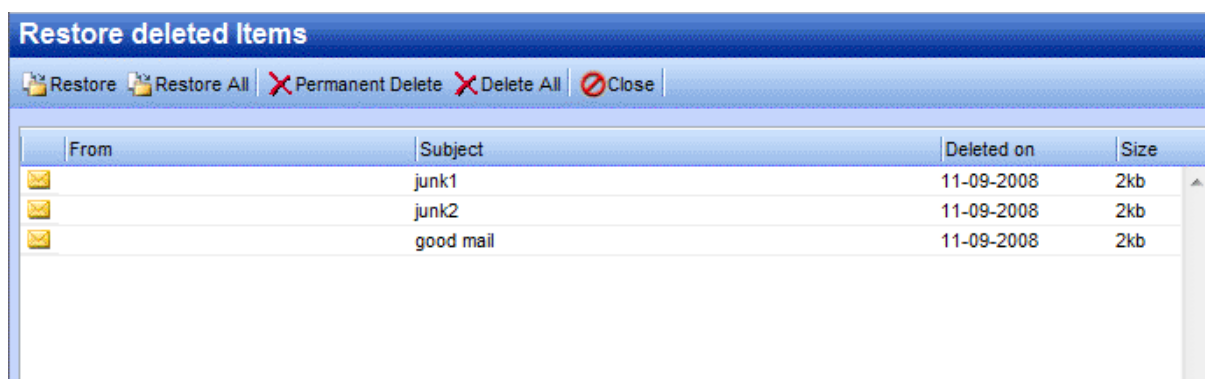 Restore deleted Items
Restore Restore All Permanent Delete Delete All Close
From Subject Deleted on Size
junk1 11-09-2008 2kb
junk2 11-09-2008 2kb
good mail 11-09-2008 2kb